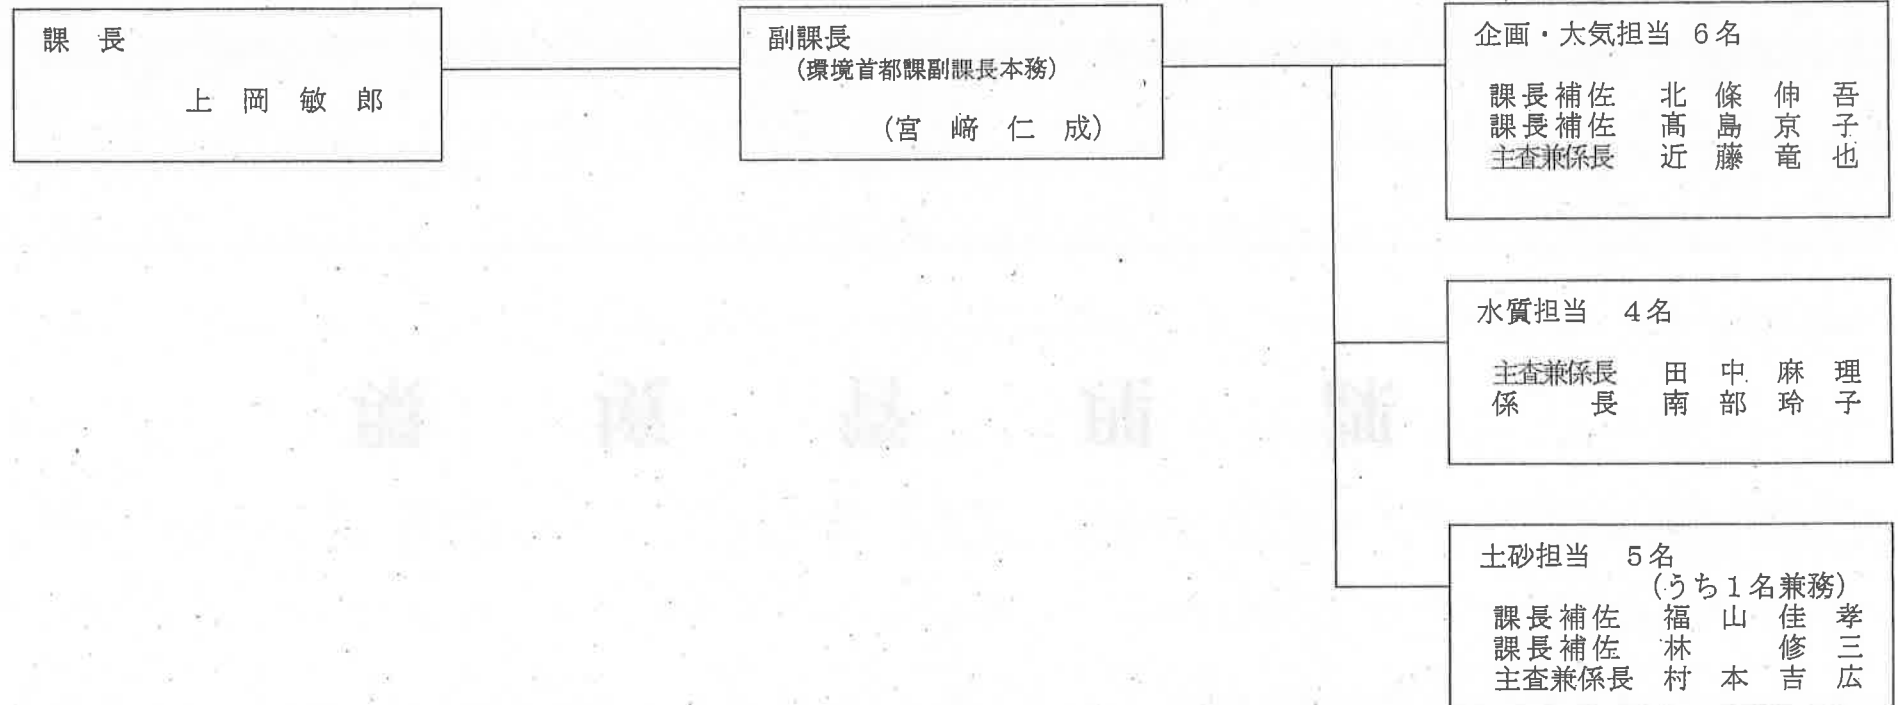 課　長
上　岡　敏　郎
副課長
(環境首都課副課長本務)
(宮　﨑　仁　成)
企画・大気担当　6名
課長補佐　北　條　伸　吾
課長補佐　髙　島　京　子
主査兼係長　近　藤　竜　也
水質担当　4名
主査兼係長　田　中　麻　理
係　　　長　南　部　玲　子
土砂担当　5名
(うち1名兼務)
課長補佐　福　山　佳　孝
課長補佐　林　　　修　三
主査兼係長　村　本　吉　広